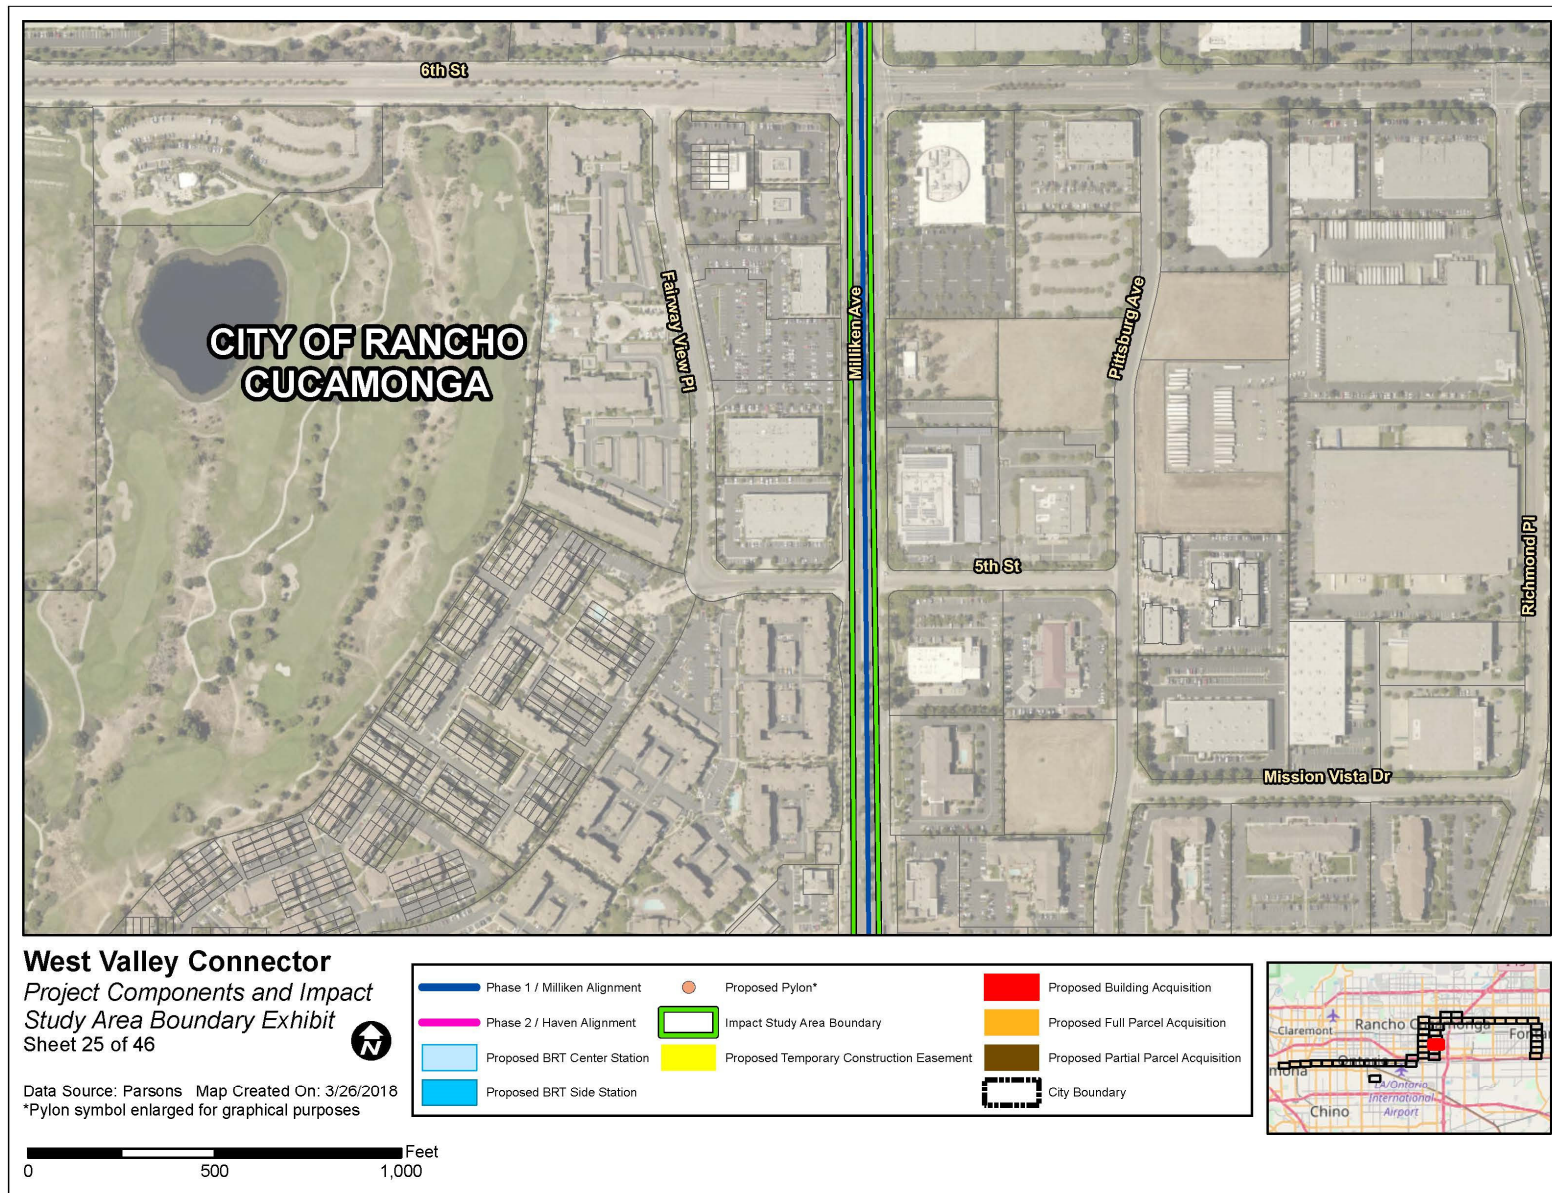 6th St
Fairway View Pl
Milliken Ave
Pittsburg Ave
CITY OF RANCHO
CUCAMONGA
5th St
Richmond Pl
Mission Vista Dr
West Valley Connector
Project Components and Impact
Study Area Boundary Exhibit
Sheet 25 of 46
N
Data Source: Parsons Map Created On: 3/26/2018
*Pylon symbol enlarged for graphical purposes
0 500 1,000 Feet
Phase 1 / Milliken Alignment
Phase 2 / Haven Alignment
Proposed BRT Center Station
Proposed BRT Side Station
Proposed Pylon*
Impact Study Area Boundary
Proposed Temporary Construction Easement
Proposed Building Acquisition
Proposed Full Parcel Acquisition
Proposed Partial Parcel Acquisition
City Boundary
Claremont
Rancho Cucamonga
Ontario
LA/Ontario
International
Airport
Chino